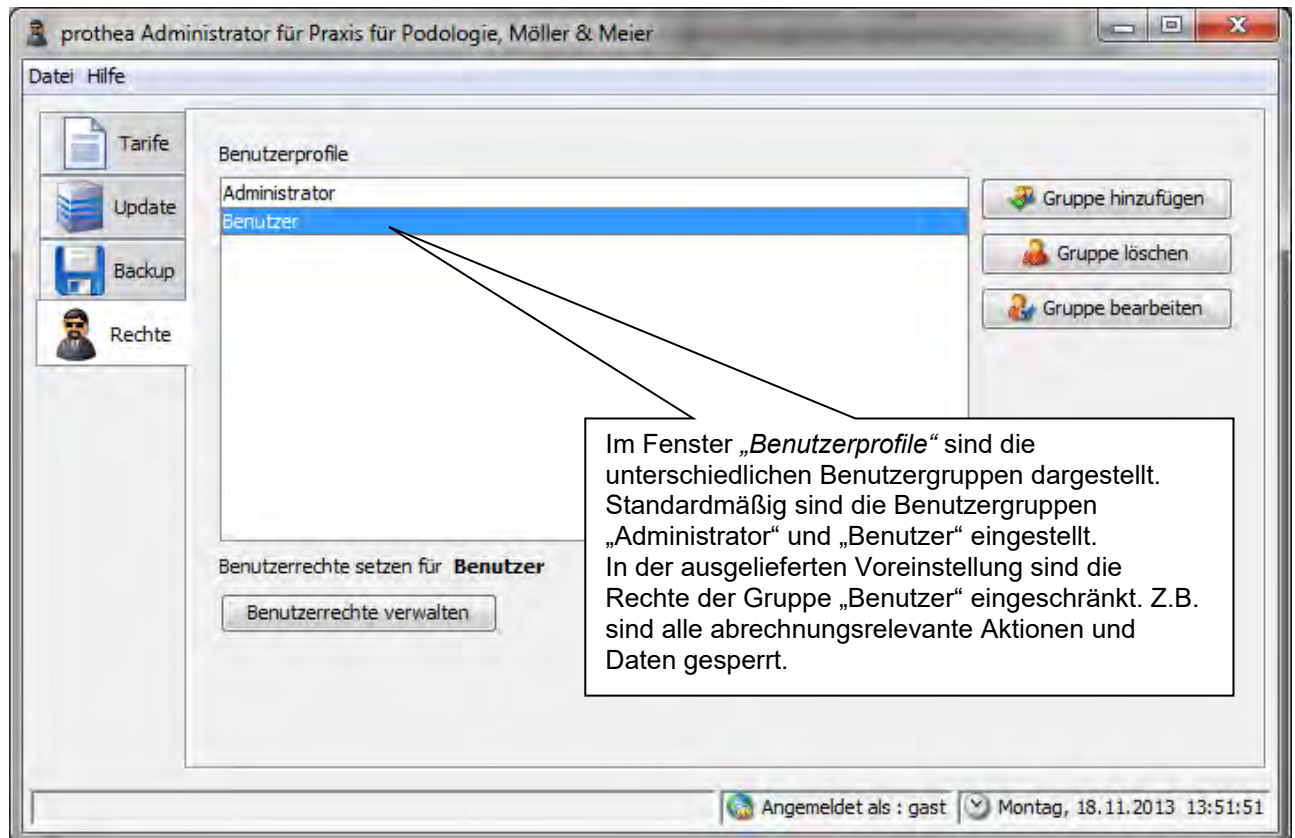 prothea Administrator für Praxis für Podologie, Möller & Meier
Datei Hilfe
Tarife
Update
Backup
Rechte
Benutzerprofile
Administrator
Benutzer
Gruppe hinzufügen
Gruppe löschen
Gruppe bearbeiten
Im Fenster „Benutzerprofile“ sind die
unterschiedlichen Benutzergruppen dargestellt.
Standardmäßig sind die Benutzergruppen
„Administrator“ und „Benutzer“ eingestellt.
In der ausgelieferten Voreinstellung sind die
Rechte der Gruppe „Benutzer“ eingeschränkt. Z.B.
sind alle abrechnungsrelevante Aktionen und
Daten gesperrt.
Benutzerrechte setzen für Benutzer
Benutzerrechte verwalten
Angemeldet als : gast
Montag, 18.11.2013 13:51:51